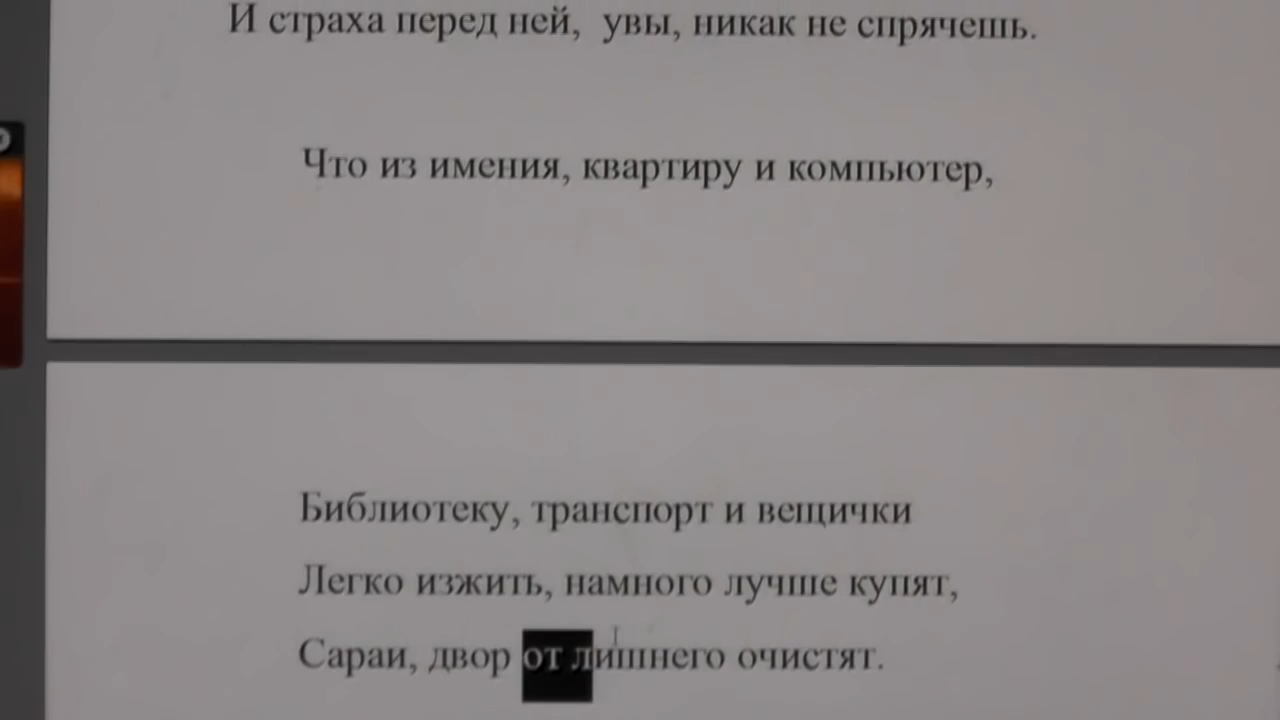 И страха перед ней, увы, никак не спрячешь.
Что из имения, квартиру и компьютер,
Библиотеку, транспорт и вещички
Легко изжить, намного лучше купят,
Сараи, двор от лишнего очистят.